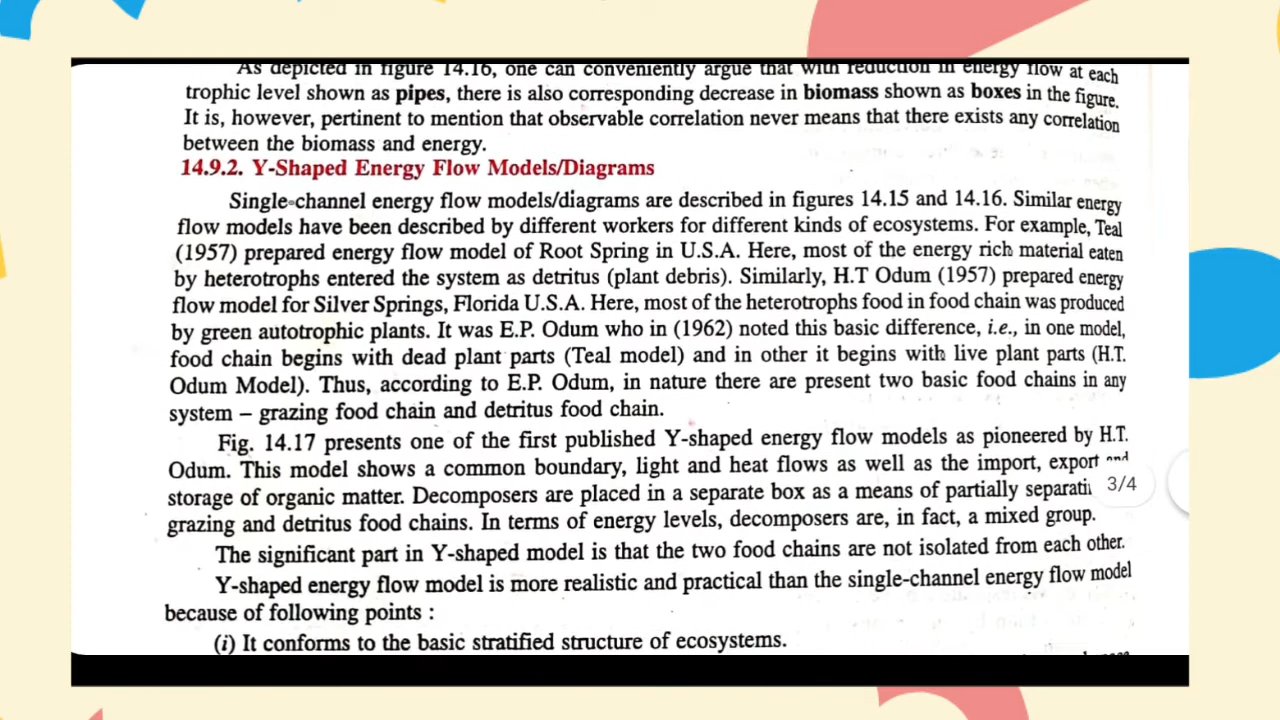 As depicted in figure 14.16, one can conveniently argue that with reduction in energy flow at each
trophic level shown as pipes, there is also corresponding decrease in biomass shown as boxes in the figure.
It is, however, pertinent to mention that observable correlation never means that there exists any correlation
between the biomass and energy.
14.9.2. Y-Shaped Energy Flow Models/Diagrams
Single-channel energy flow models/diagrams are described in figures 14.15 and 14.16. Similar energy
flow models have been described by different workers for different kinds of ecosystems. For example, Teal
(1957) prepared energy flow model of Root Spring in U.S.A. Here, most of the energy rich material eaten
by heterotrophs entered the system as detritus (plant debris). Similarly, H.T Odum (1957) prepared energy
flow model for Silver Springs, Florida U.S.A. Here, most of the heterotrophs food in food chain was produced
by green autotrophic plants. It was E.P. Odum who in (1962) noted this basic difference, i.e., in one model,
food chain begins with dead plant parts (Teal model) and in other it begins with live plant parts (H.T.
Odum Model). Thus, according to E.P. Odum, in nature there are present two basic food chains in any
system – grazing food chain and detritus food chain.
Fig. 14.17 presents one of the first published Y-shaped energy flow models as pioneered by H.T.
Odum. This model shows a common boundary, light and heat flows as well as the import, export and
storage of organic matter. Decomposers are placed in a separate box as a means of partially separati
3/4
grazing and detritus food chains. In terms of energy levels, decomposers are, in fact, a mixed group.
The significant part in Y-shaped model is that the two food chains are not isolated from each other.
Y-shaped energy flow model is more realistic and practical than the single-channel energy flow model
because of following points :
(i) It conforms to the basic stratified structure of ecosystems.